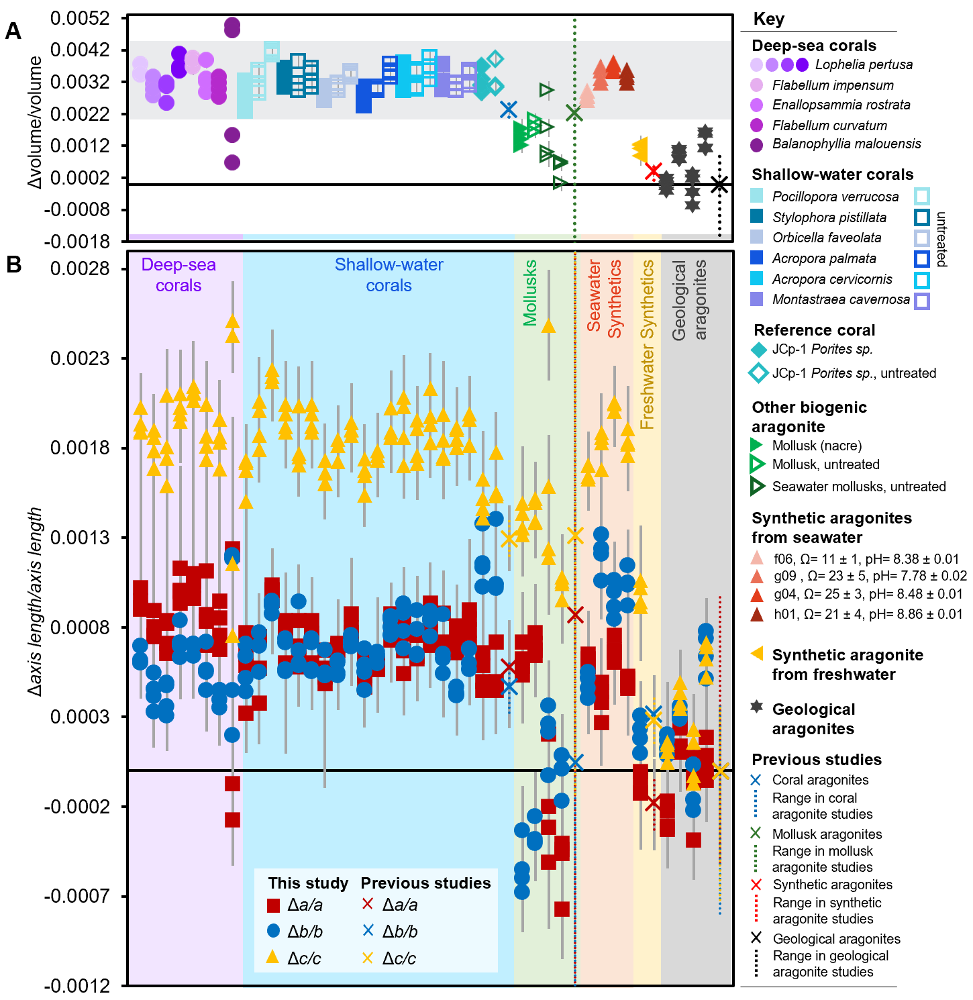 A
Δvolume/volume
0.0052
0.0042
0.0032
0.0022
0.0012
0.0002
-0.0008
-0.0018
B
Δaxis length/axis length
0.0028
0.0023
0.0018
0.0013
0.0008
0.0003
-0.0002
-0.0007
-0.0012
Deep-sea
corals
Shallow-water
corals
Mollusks
Seawater
Synthetics
Freshwater Synthetics
Geological
aragonites
This study
Δa/a
Δb/b
Δc/c
Previous studies
Δa/a
Δb/b
Δc/c
Key
Deep-sea corals
Lophelia pertusa
Flabellum impensum
Enallopsammia rostrata
Flabellum curvatum
Balanophyllia malouensis
Shallow-water corals
Pocillopora verrucosa
Stylophora pistillata
Orbicella faveolata
Acropora palmata
Acropora cervicornis
Montastraea cavernosa
untreated
Reference coral
JCp-1 Porites sp.
JCp-1 Porites sp., untreated
Other biogenic
aragonite
Mollusk (nacre)
Mollusk, untreated
Seawater mollusks, untreated
Synthetic aragonites
from seawater
f06, Ω= 11 ± 1, pH= 8.38 ± 0.01
g09 , Ω= 23 ± 5, pH= 7.78 ± 0.02
g04, Ω= 25 ± 3, pH= 8.48 ± 0.01
h01, Ω= 21 ± 4, pH= 8.86 ± 0.01
Synthetic aragonite
from freshwater
Geological
aragonites
Previous studies
Coral aragonites
Range in coral
aragonite studies
Mollusk aragonites
Range in mollusk
aragonite studies
Synthetic aragonites
Range in synthetic
aragonite studies
Geological aragonites
Range in geological
aragonite studies